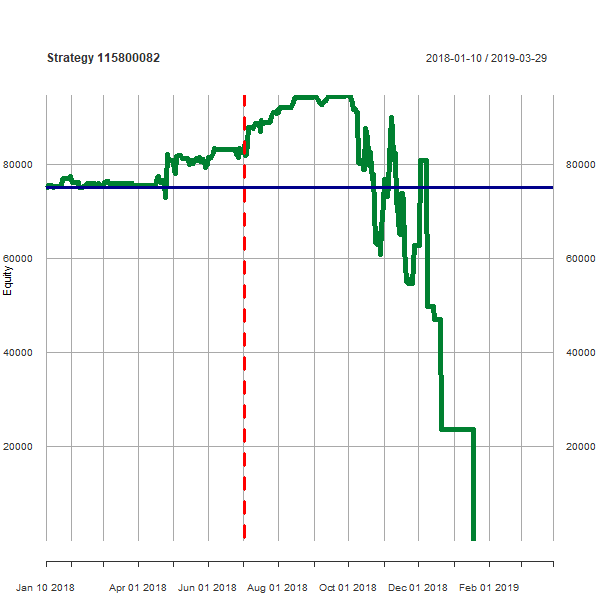 Strategy 115800082
2018-01-10 / 2019-03-29
80000
80000
60000
60000
Equity
40000
40000
20000
20000
Jan 10 2018
Apr 01 2018
Jun 01 2018
Aug 01 2018
Oct 01 2018
Dec 01 2018
Feb 01 2019